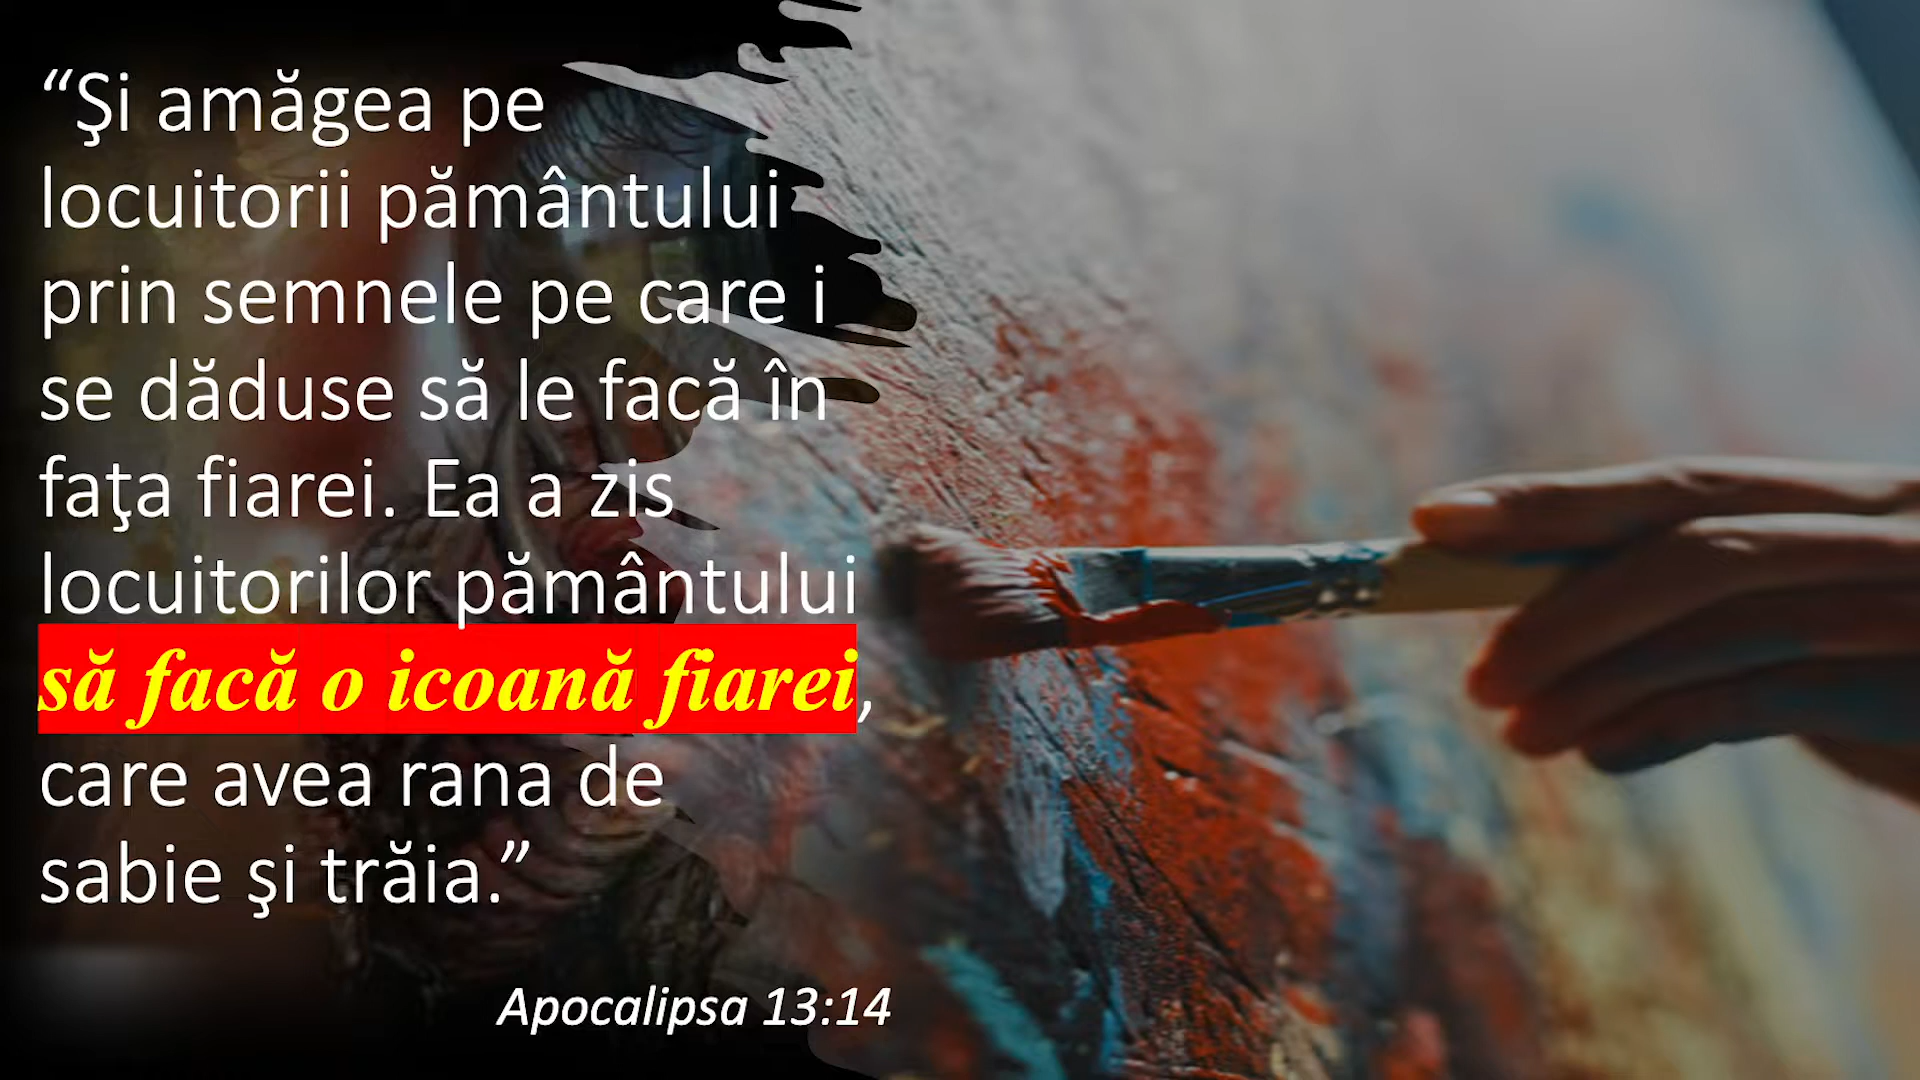 “Şi amăgea pe
locuitorii pământului
prin semnele pe care i
se dăduse să le facă în
faţa fiarei. Ea a zis
locuitorilor pământului
să facă o icoană fiarei,
care avea rana de
sabie şi trăia.”
Apocalipsa 13:14